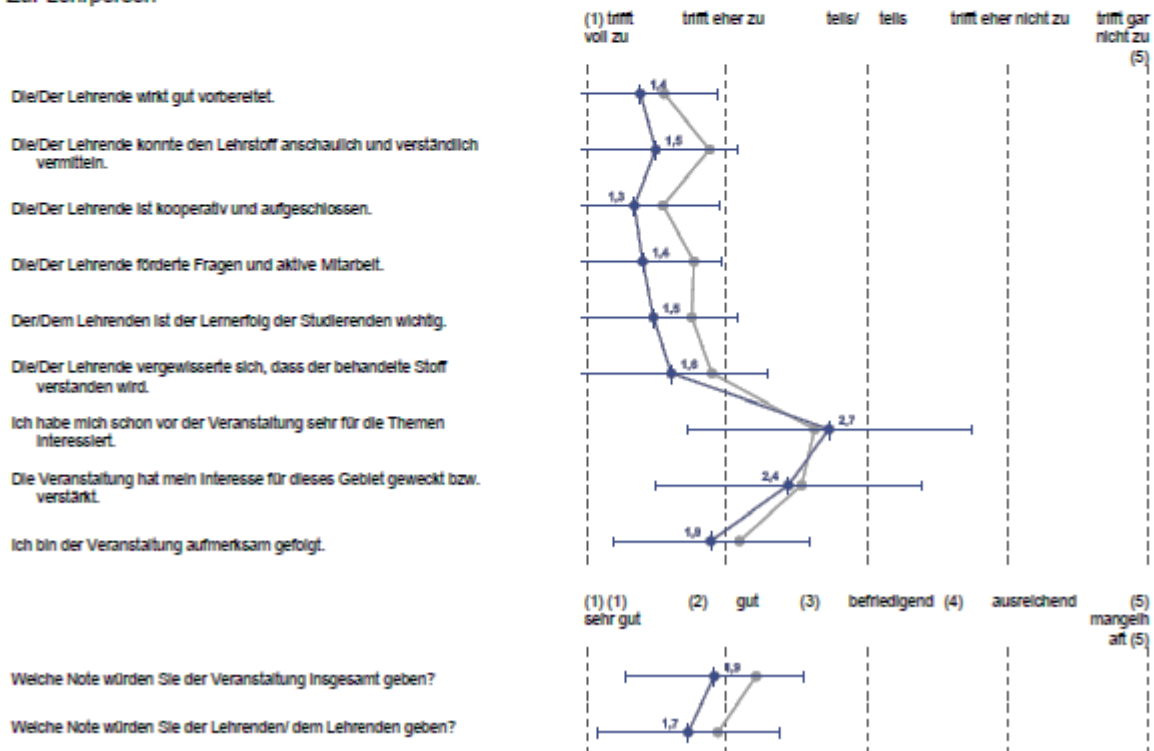 Zur Lehrperson
(1) trifft voll zu trifft eher zu teils/ teils trifft eher nicht zu trifft gar nicht zu (5)
Die/Der Lehrende wirkt gut vorbereitet.
1,4
Die/Der Lehrende konnte den Lehrstoff anschaulich und verständlich
vermitteln.
1,5
Die/Der Lehrende ist kooperativ und aufgeschlossen.
1,3
Die/Der Lehrende förderte Fragen und aktive Mitarbeit.
1,4
Der/Dem Lehrenden ist der Lernerfolg der Studierenden wichtig.
1,5
Die/Der Lehrende vergewisserte sich, dass der behandelte Stoff
verstanden wird.
1,6
Ich habe mich schon vor der Veranstaltung sehr für die Themen
interessiert.
2,7
Die Veranstaltung hat mein Interesse für dieses Gebiet geweckt bzw.
verstärkt.
2,4
Ich bin der Veranstaltung aufmerksam gefolgt.
1,9
(1) (1) sehr gut (2) gut (3) befriedigend (4) ausreichend (5) mangelh aft (5)
Welche Note würden Sie der Veranstaltung insgesamt geben?
1,9
Welche Note würden Sie der Lehrenden/ dem Lehrenden geben?
1,7